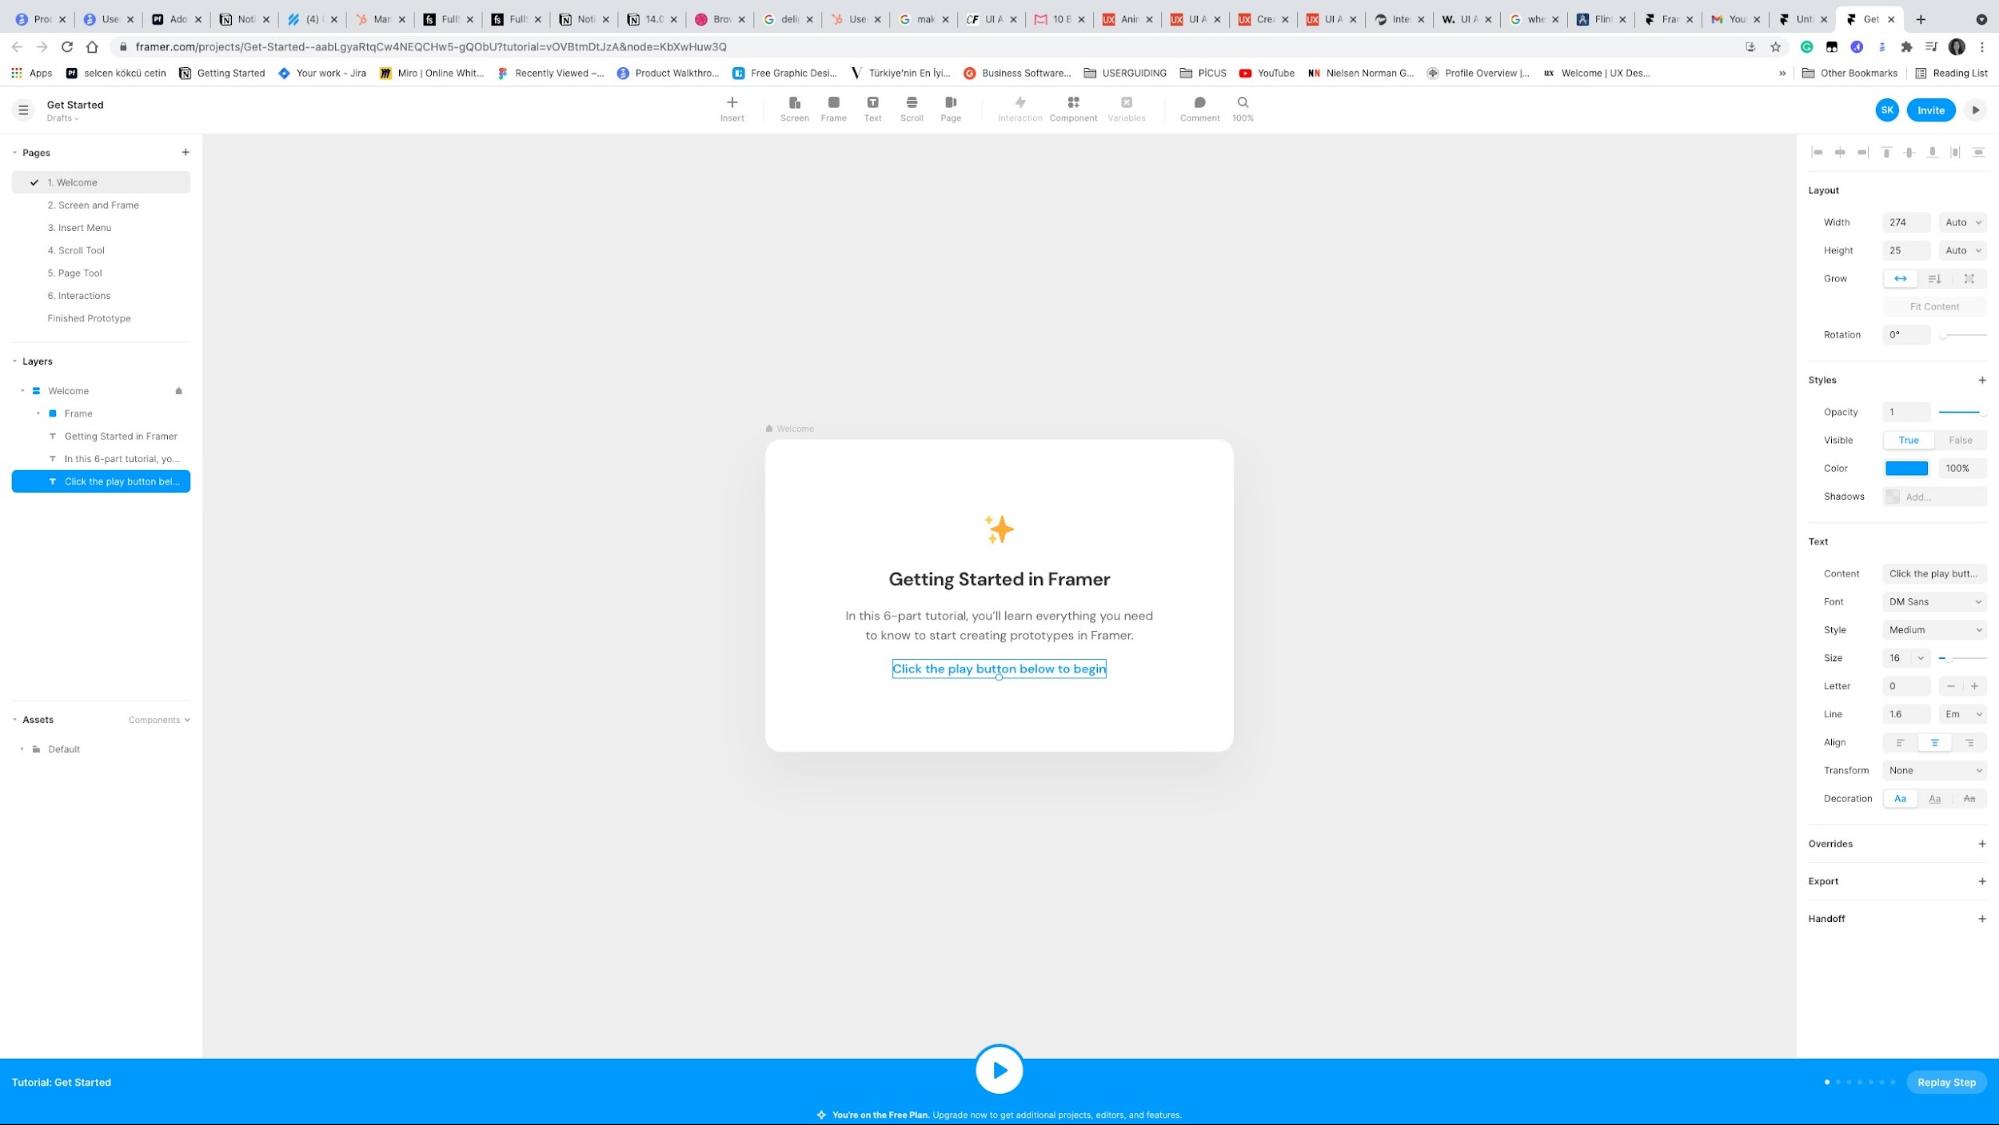 Proc
Use
Ado
Noti
(4) (
Mar
Full
Full
Noti
14.0
Brov
deliç
Use
mak
UI A
10 B
Anir
UI A
Crea
UI A
Inte
UI A
whe
Flin
Frar
You
Unt
Get
framer.com/projects/Get-Started--aabLgyaRtqCw4NEQCHw5-gQObU?tutorial=vOVBtmDtJzA&node=KbXwHuw3Q
Apps
selcen kökcü cetin
Getting Started
Your work - Jira
Miro | Online Whit...
Recently Viewed –...
Product Walkthro...
Free Graphic Desi...
Türkiye'nin En İyi...
Business Software...
USERGUIDING
PİCUS
YouTube
Nielsen Norman G...
Profile Overview |...
Welcome | UX Des...
»
Other Bookmarks
Reading List
Get Started
Drafts
Insert
Screen
Frame
Text
Scroll
Page
Interaction
Component
Variables
Comment
100%
SK
Invite
Pages
1. Welcome
2. Screen and Frame
3. Insert Menu
4. Scroll Tool
5. Page Tool
6. Interactions
Finished Prototype
Layers
Welcome
Frame
Getting Started in Framer
In this 6-part tutorial, yo...
Click the play button bel...
Assets
Components
Default
Welcome
Getting Started in Framer
In this 6-part tutorial, you'll learn everything you need
to know to start creating prototypes in Framer.
Click the play button below to begin
Layout
Width 274 Auto
Height 25 Auto
Grow
Fit Content
Rotation 0°
Styles
Opacity 1
Visible True False
Color 100%
Shadows Add...
Text
Content Click the play butt...
Font DM Sans
Style Medium
Size 16
Letter 0
Line 1.6 Em
Align
Transform None
Decoration Aa Aa Aa
Overrides
Export
Handoff
Tutorial: Get Started
Replay Step
You're on the Free Plan. Upgrade now to get additional projects, editors, and features.